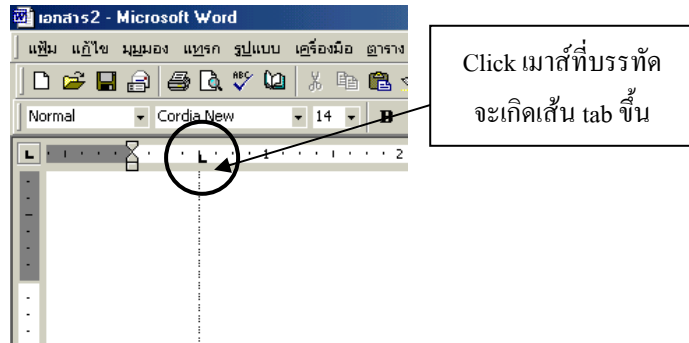 เอกสาร2 - Microsoft Word
แฟ้ม แก้ไข มุมมอง แทรก รูปแบบ เครื่องมือ ตาราง
Normal Cordia New 14 B
L 1 2
Click เมาส์ที่บรรทัด
จะเกิดเส้น tab ขึ้น